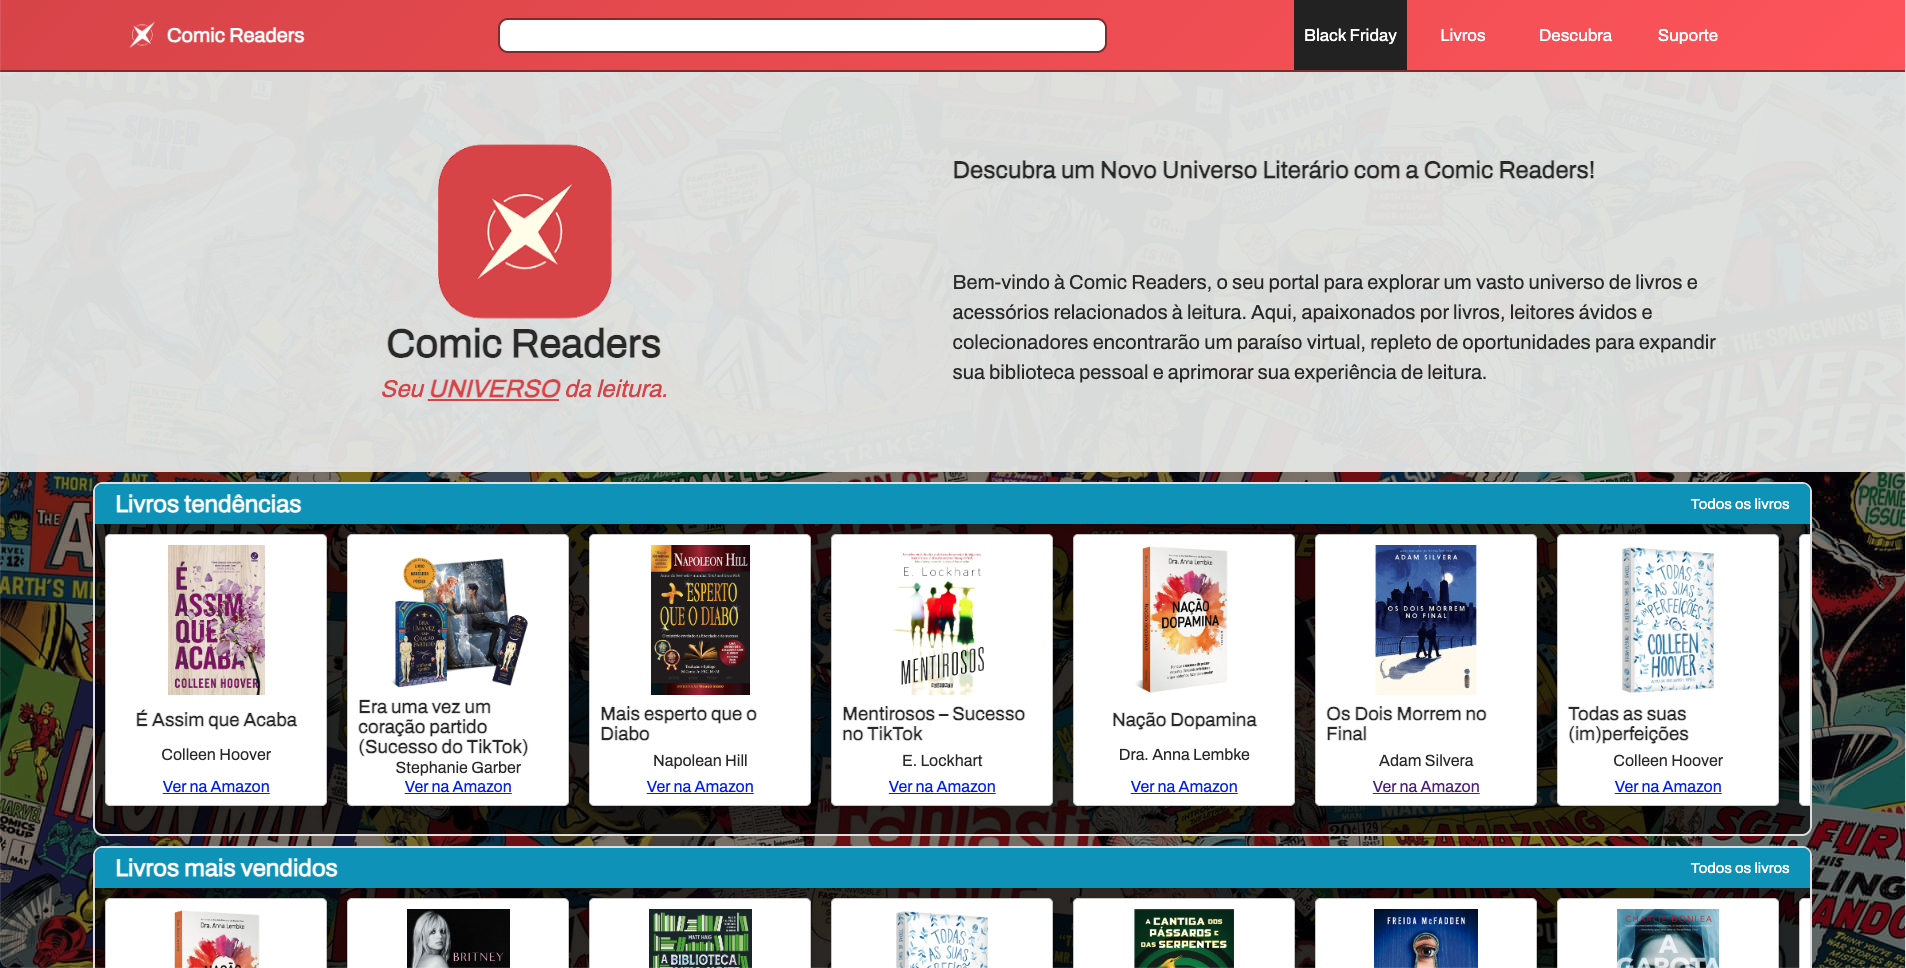 Comic Readers
Black Friday
Livros
Descubra
Suporte
Descubra um Novo Universo Literário com a Comic Readers!
Comic Readers
Seu UNIVERSO da leitura.
Bem-vindo à Comic Readers, o seu portal para explorar um vasto universo de livros e
acessórios relacionados à leitura. Aqui, apaixonados por livros, leitores ávidos e
colecionadores encontrarão um paraíso virtual, repleto de oportunidades para expandir
sua biblioteca pessoal e aprimorar sua experiência de leitura.
Livros tendências
Todos os livros
É
ASSIM
QUE
ACABA
COLLEEN HOOVER
É Assim que Acaba
Colleen Hoover
Ver na Amazon
Era uma vez um
coração partido
(Sucesso do TikTok)
Stephanie Garber
Ver na Amazon
NAPOLEON HILL
+ ESPERTO
QUE O DIABO
Mais esperto que o
Diabo
Napolean Hill
Ver na Amazon
E. Lockhart
MENTIROSOS
Mentirosos – Sucesso
no TikTok
E. Lockhart
Ver na Amazon
Dra. Anna Lembke
NAÇÃO
DOPAMINA
Nação Dopamina
Dra. Anna Lembke
Ver na Amazon
ADAM SILVERA
OS DOIS MORREM
NO FINAL
Os Dois Morrem no
Final
Adam Silvera
Ver na Amazon
TODAS
AS SUAS
IMPERFEIÇÕES
COLLEEN
HOOVER
Todas as suas
(im)perfeições
Colleen Hoover
Ver na Amazon
Livros mais vendidos
Todos os livros
Dra. Anna Lembke
BRITNEY
MATT HAIG
A BIBLIOTECA
TODAS
AS SUAS
A CANTIGA DOS
PÁSSAROS E
DAS SERPENTES
FREIDA McFADDEN
A
GAROTA